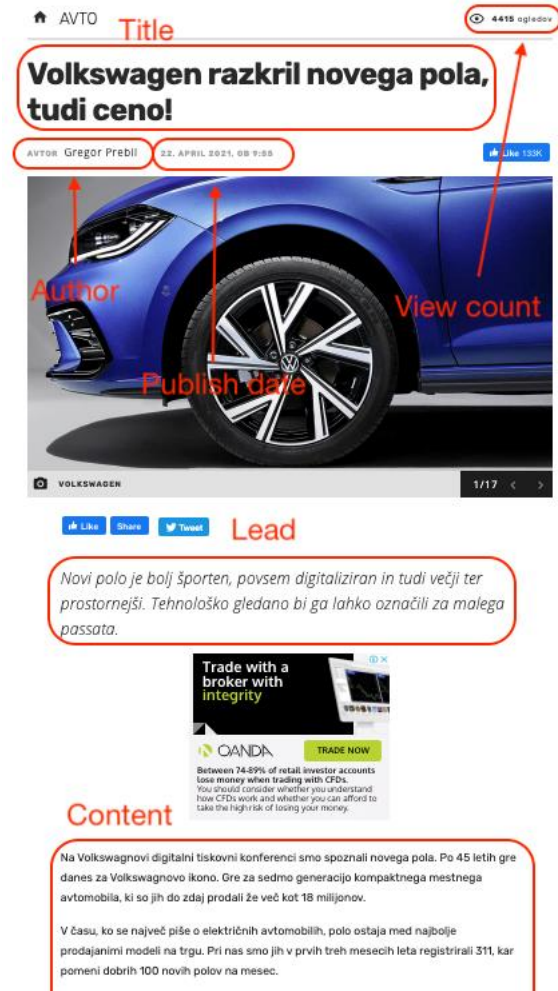 AVTO
Title
4415 ogledov
Volkswagen razkril novega pola,
tudi ceno!
AVTOR Gregor Prebil
22. APRIL 2021, OB 9:55
Like 133K
Author
View count
Publish date
VOLKSWAGEN
1/17
Like
Share
Tweet
Lead
Novi polo je bolj športen, povsem digitaliziran in tudi večji ter
prostornejši. Tehnološko gledano bi ga lahko označili za malega
passata.
Trade with a
broker with
integrity
OANDA
TRADE NOW
Between 74-89% of retail investor accounts
lose money when trading with CFDs.
You should consider whether you understand
how CFDs work and whether you can afford to
take the high risk of losing your money.
Content
Na Volkswagnovi digitalni tiskovni konferenci smo spoznali novega pola. Po 45 letih gre
danes za Volkswagnovo ikono. Gre za sedmo generacijo kompaktnega mestnega
avtomobila, ki so jih do zdaj prodali že več kot 18 milijonov.
V času, ko se največ piše o električnih avtomobilih, polo ostaja med najbolje
prodajanimi modeli na trgu. Pri nas smo jih v prvih treh mesecih leta registrirali 311, kar
pomeni dobrih 100 novih polov na mesec.